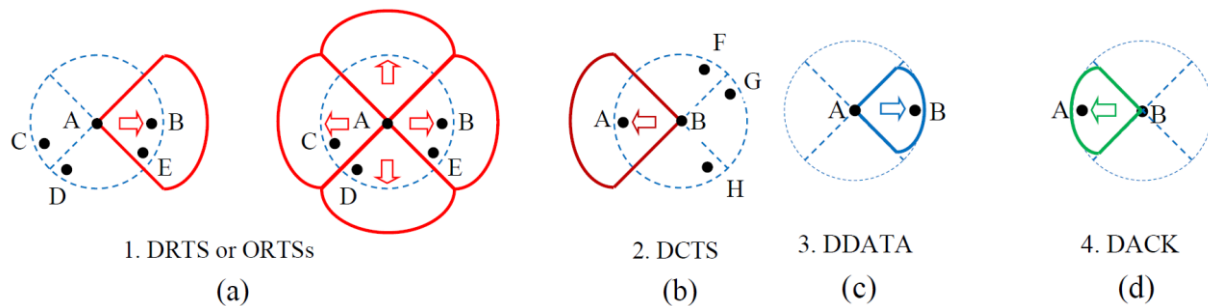 A
B
C
D
E
A
B
C
D
E
1. DRTS or ORTSs
(a)
F
G
A
B
H
2. DCTS
(b)
A
B
3. DDATA
(c)
A
B
4. DACK
(d)